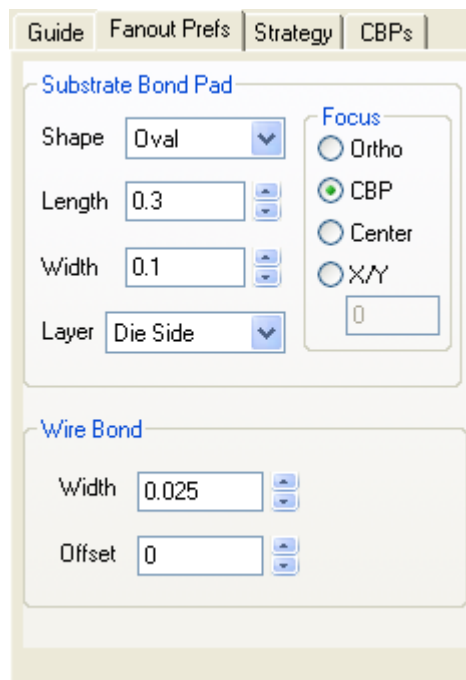 Guide Fanout Prefs Strategy CBPs
Substrate Bond Pad
Shape Oval
Length 0.3
Width 0.1
Layer Die Side
Focus
Ortho
CBP
Center
X/Y
0
Wire Bond
Width 0.025
Offset 0